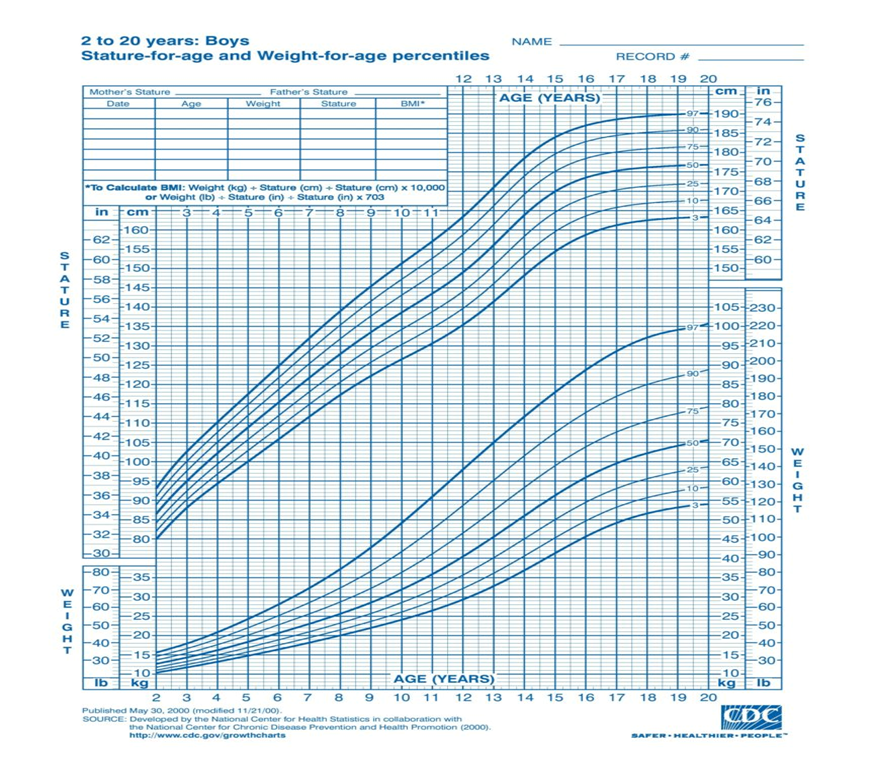 2 to 20 years: Boys
Stature-for-age and Weight-for-age percentiles
NAME
RECORD #
12 13 14 15 16 17 18 19 20
Mother's Stature Father's Stature
Date Age Weight Stature BMI*
AGE (YEARS)
*To Calculate BMI: Weight (kg) ÷ Stature (cm) ÷ Stature (cm) x 10,000
or Weight (lb) ÷ Stature (in) ÷ Stature (in) x 703
in cm 3 4 5 6 7 8 9 10 11
cm in
76
97 190
74
90 185
72
75 180
70
50 175
68
25 170
66
10 165
64
3 160
62
155
60
150
STATURE
STATURE
160
62
155
60
150
58
145
56
140
54
135
52
130
50
125
48
120
46
115
44
110
42
105
40
100
38
95
36
90
34
85
32
80
30
105 230
97 100 220
95 210
90 200
90 190
85
75 80 180
75 170
160
50 70 150
65 140
25 60 130
10 55 120
3 50 110
45 100
40 90
35 80
70
30 60
25 50
20 40
15 30
10
kg lb
WEIGHT
WEIGHT
80
35
70
30
60
25
50
20
40
15
30
10
lb kg
AGE (YEARS)
2 3 4 5 6 7 8 9 10 11 12 13 14 15 16 17 18 19 20
Published May 30, 2000 (modified 11/21/00).
SOURCE: Developed by the National Center for Health Statistics in collaboration with
the National Center for Chronic Disease Prevention and Health Promotion (2000).
http://www.cdc.gov/growthcharts
CDC
SAFER · HEALTHIER · PEOPLE™